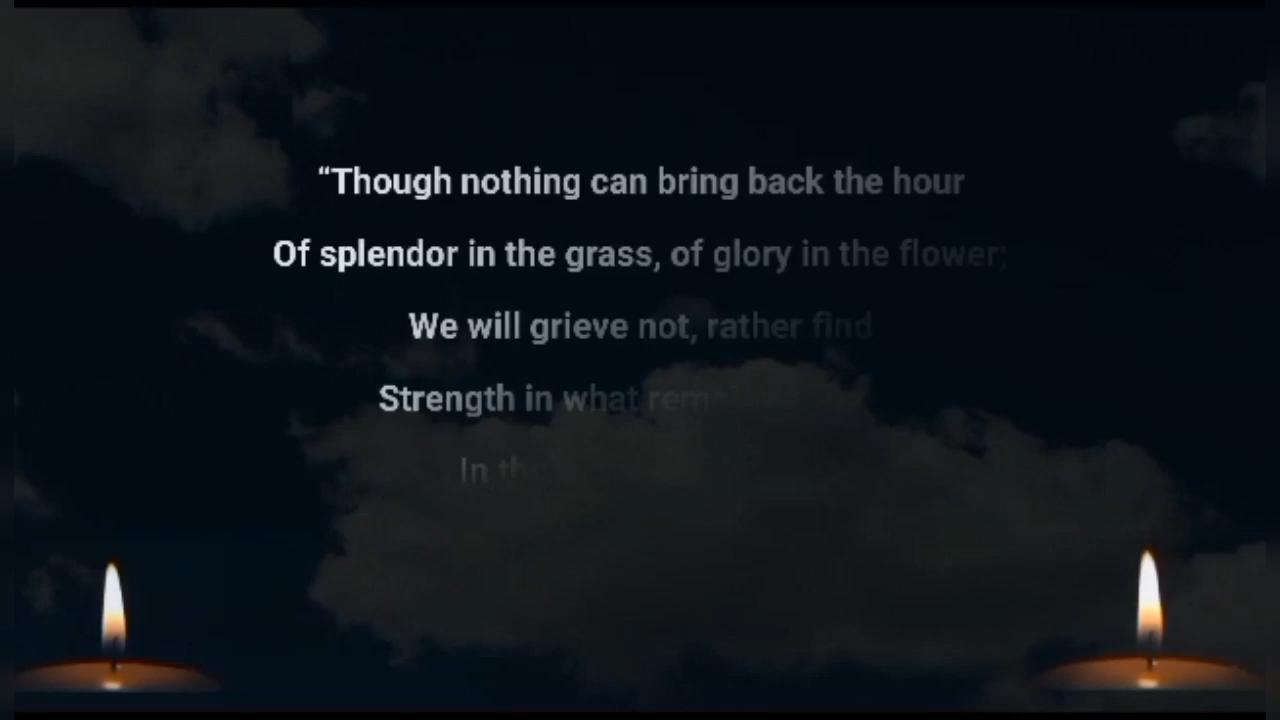 “Though nothing can bring back the hour
Of splendor in the grass, of glory in the flower;
We will grieve not, rather find
Strength in what
In